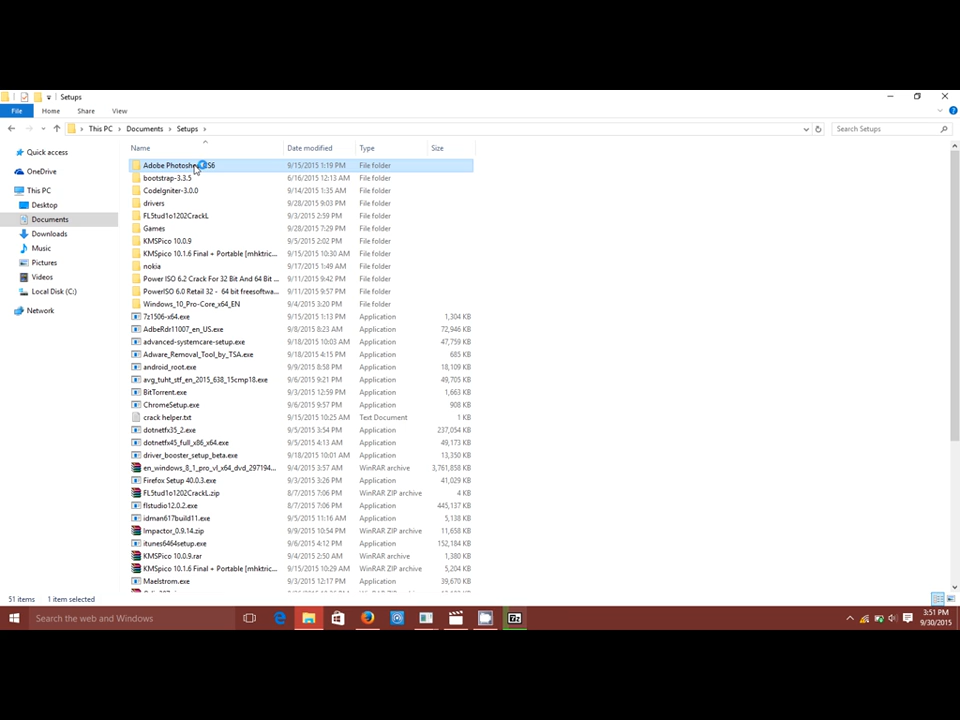 Setups
File Home Share View
This PC Documents Setups Search Setups
Name Date modified Type Size
Quick access
OneDrive
This PC
Desktop
Documents
Downloads
Music
Pictures
Videos
Local Disk (C:)
Network
Adobe Photoshop CS6 9/15/2015 1:19 PM File folder
bootstrap-3.3.5 6/16/2015 12:13 AM File folder
CodeIgniter-3.0.0 9/14/2015 1:35 AM File folder
drivers 9/28/2015 9:03 PM File folder
FL5tud1o1202CrackL 9/3/2015 2:59 PM File folder
Games 9/28/2015 7:29 PM File folder
KMSPico 10.0.9 9/5/2015 2:02 PM File folder
KMSpico 10.1.6 Final + Portable [mhktric... 9/15/2015 10:30 AM File folder
nokia 9/17/2015 1:49 AM File folder
Power ISO 6.2 Crack For 32 Bit And 64 Bit ... 9/11/2015 9:42 PM File folder
PowerISO 6.0 Retail 32 - 64 bit freesoftwa... 9/11/2015 9:57 PM File folder
Windows_10_Pro-Core_x64_EN 9/4/2015 3:20 PM File folder
7z1506-x64.exe 9/15/2015 1:13 PM Application 1,304 KB
AdbeRdr11007_en_US.exe 9/8/2015 8:23 AM Application 72,946 KB
advanced-systemcare-setup.exe 9/18/2015 10:03 AM Application 47,759 KB
Adware_Removal_Tool_by_TSA.exe 9/18/2015 4:15 PM Application 685 KB
android_root.exe 9/9/2015 8:58 PM Application 18,109 KB
avg_tuht_stf_en_2015_638_15cmp18.exe 9/6/2015 9:21 PM Application 49,705 KB
BitTorrent.exe 9/3/2015 12:59 PM Application 1,663 KB
ChromeSetup.exe 9/6/2015 9:57 PM Application 908 KB
crack helper.txt 9/15/2015 10:25 AM Text Document 1 KB
dotnetfx35_2.exe 9/5/2015 3:54 PM Application 237,054 KB
dotnetfx45_full_x86_x64.exe 9/5/2015 4:13 AM Application 49,173 KB
driver_booster_setup_beta.exe 9/18/2015 10:01 AM Application 13,350 KB
en_windows_8_1_pro_vl_x64_dvd_297194... 9/4/2015 3:57 AM WinRAR archive 3,761,858 KB
Firefox Setup 40.0.3.exe 9/3/2015 3:26 PM Application 41,029 KB
FL5tud1o1202CrackL.zip 8/7/2015 7:06 PM WinRAR ZIP archive 4 KB
flstudio12.0.2.exe 8/7/2015 7:06 PM Application 445,137 KB
idman617build11.exe 9/5/2015 11:16 AM Application 5,138 KB
Impactor_0.9.14.zip 9/9/2015 10:54 PM WinRAR ZIP archive 11,658 KB
itunes6464setup.exe 9/6/2015 4:12 PM Application 152,184 KB
KMSPico 10.0.9.rar 9/4/2015 2:50 AM WinRAR archive 1,380 KB
KMSpico 10.1.6 Final + Portable [mhktric... 9/15/2015 10:29 AM WinRAR ZIP archive 5,204 KB
Maelstrom.exe 9/3/2015 12:17 PM Application 39,670 KB
51 items 1 item selected
Search the web and Windows
7z
3:51 PM
9/30/2015